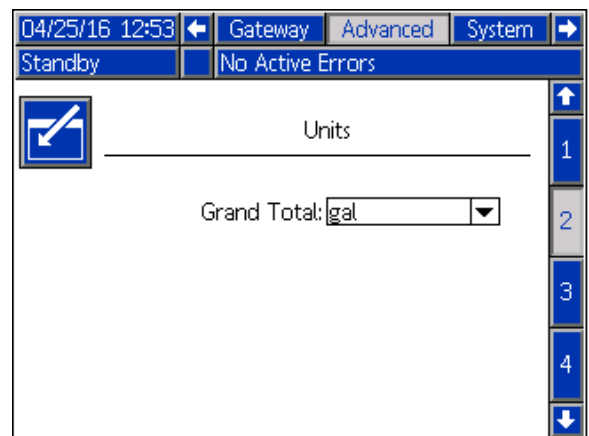 04/25/16 12:53 Gateway Advanced System
Standby No Active Errors
Units
1
Grand Total: gal
2
3
4